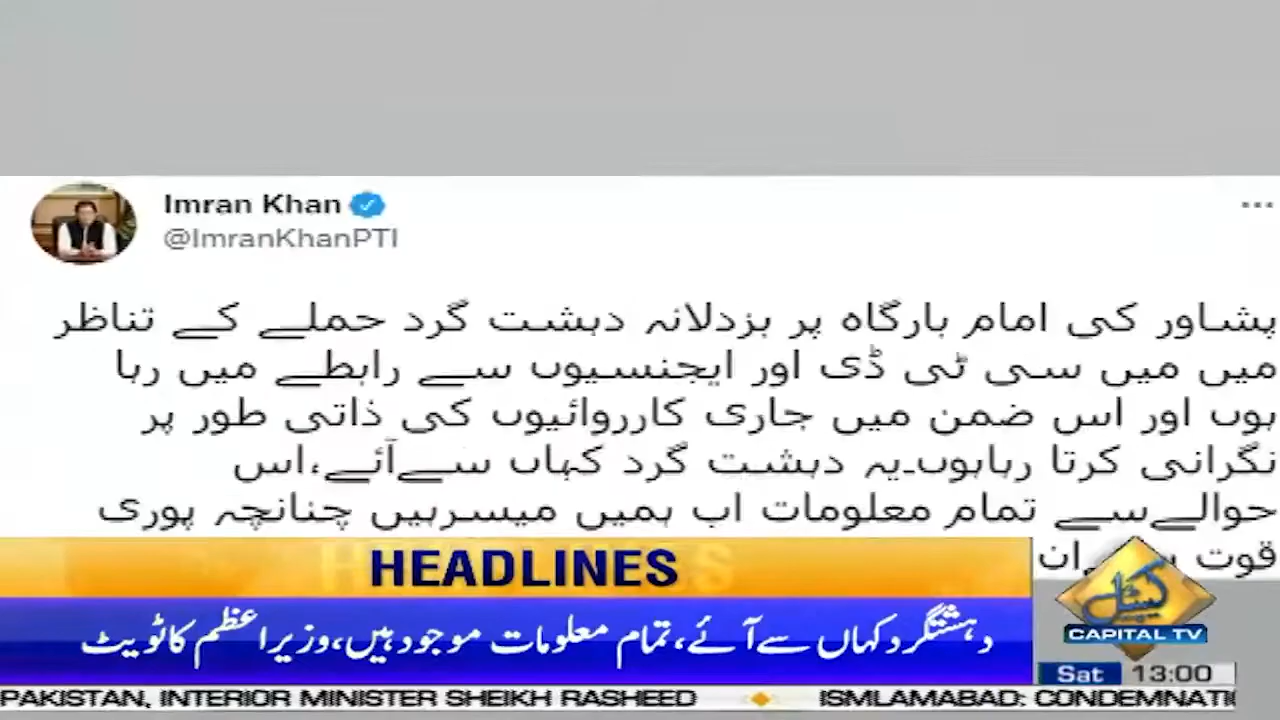 Imran Khan
@ImranKhanPTI
پشاور کی امام بارگاہ پر بزدلانہ دہشت گرد حملے کے تناظر
میں میں سی ٹی ڈی اور ایجنسیوں سے رابطے میں رہا
ہوں اور اس ضمن میں جاری کارروائیوں کی ذاتی طور پر
نگرانی کرتا رہاہوں۔یہ دہشت گرد کہاں سےآئے،اس
حوالےسے تمام معلومات اب ہمیں میسرہیں چنانچہ پوری
قوت ان
HEADLINES
دہشتگرد کہاں سے آئے، تمام معلومات موجود ہیں، وزیراعظم کا ٹویٹ
کیپیٹل
CAPITAL TV
Sat 13:00
PAKISTAN, INTERIOR MINISTER SHEIKH RASHEED ISMLAMABAD: CONDEMNATI